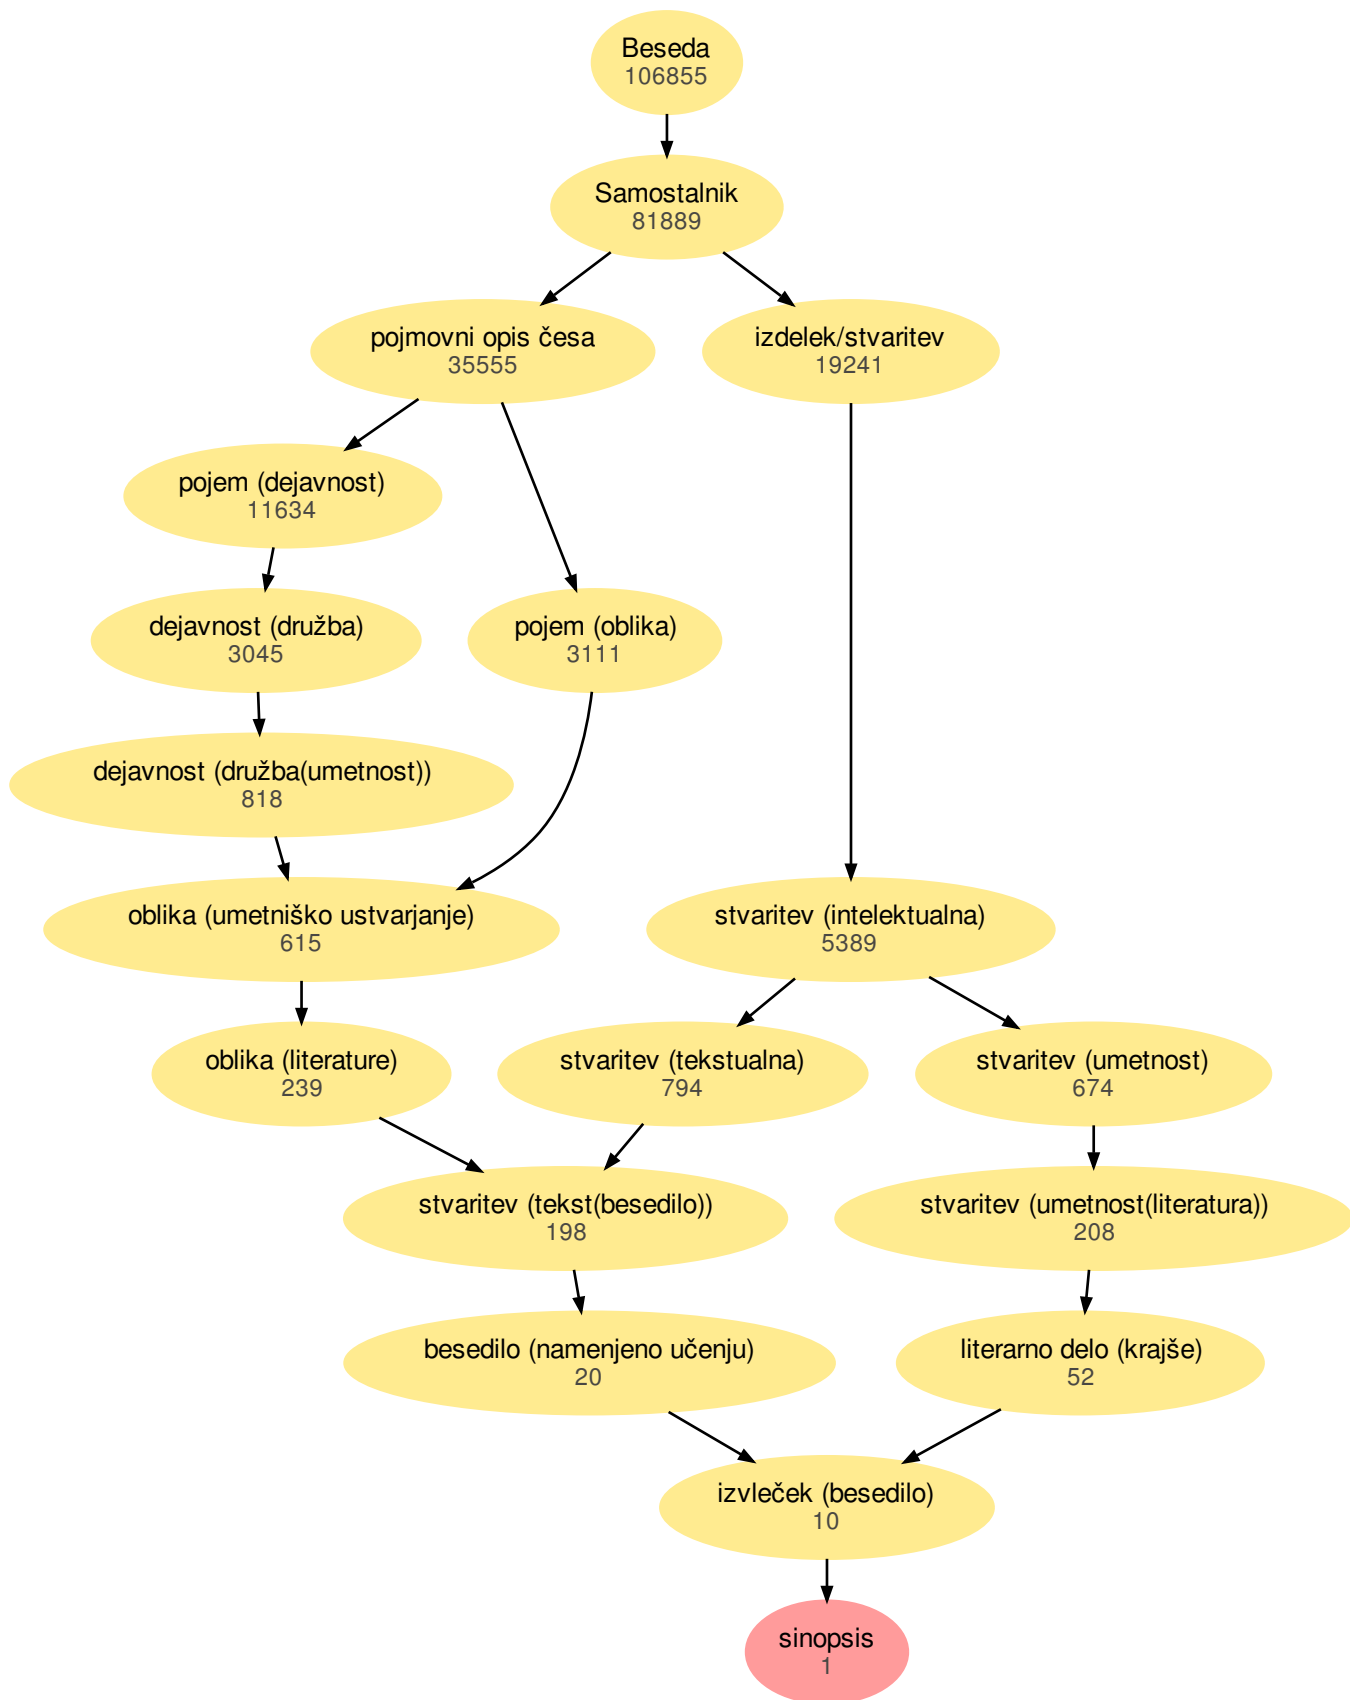 Beseda
106855
Samostalnik
81889
pojmovni opis česa
35555
izdelek/stvaritev
19241
pojem (dejavnost)
11634
dejavnost (družba)
3045
pojem (oblika)
3111
dejavnost (družba(umetnost))
818
oblika (umetniško ustvarjanje)
615
stvaritev (intelektualna)
5389
oblika (literature)
239
stvaritev (tekstualna)
794
stvaritev (umetnost)
674
stvaritev (tekst(besedilo))
198
stvaritev (umetnost(literatura))
208
besedilo (namenjeno učenju)
20
literarno delo (krajše)
52
izvleček (besedilo)
10
sinopsis
1